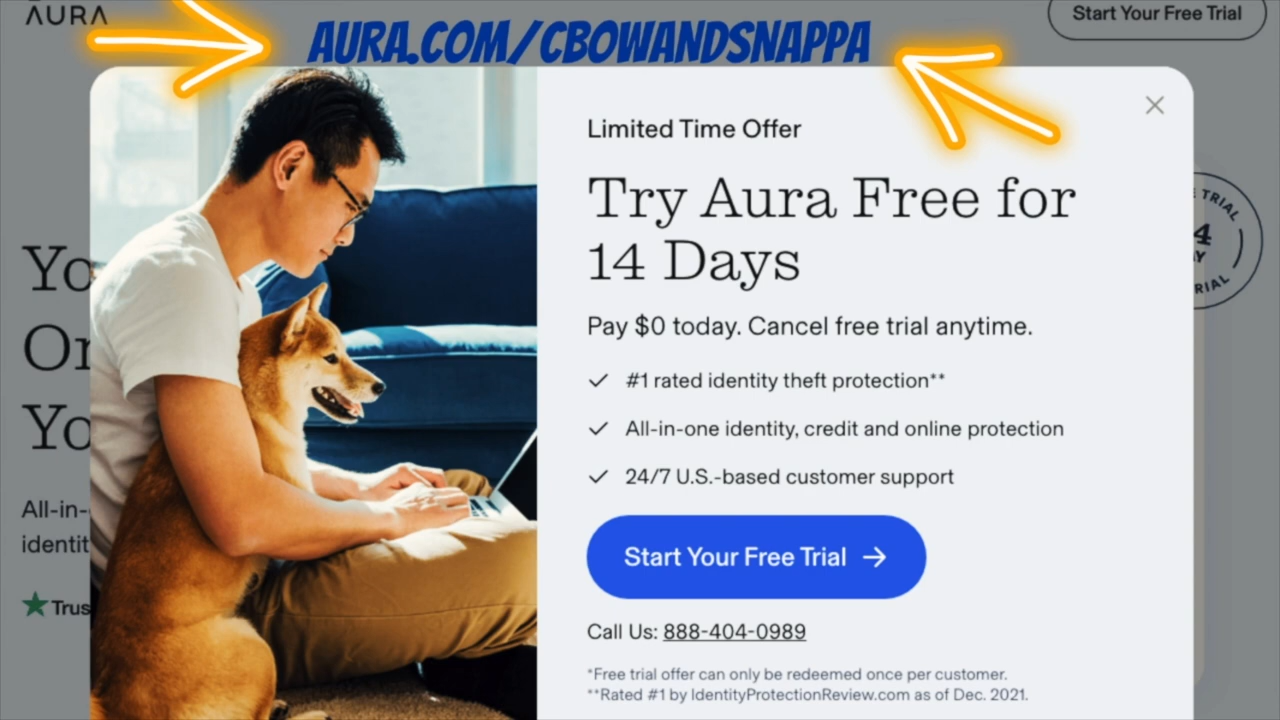 AURA
AURA.COM/CBOWANDSNAPPA
Start Your Free Trial
Limited Time Offer
Try Aura Free for
14 Days
Pay $0 today. Cancel free trial anytime.
#1 rated identity theft protection**
All-in-one identity, credit and online protection
24/7 U.S.-based customer support
Start Your Free Trial →
Call Us: 888-404-0989
*Free trial offer can only be redeemed once per customer.
**Rated #1 by IdentityProtectionReview.com as of Dec. 2021.
All-in-
TRIAL